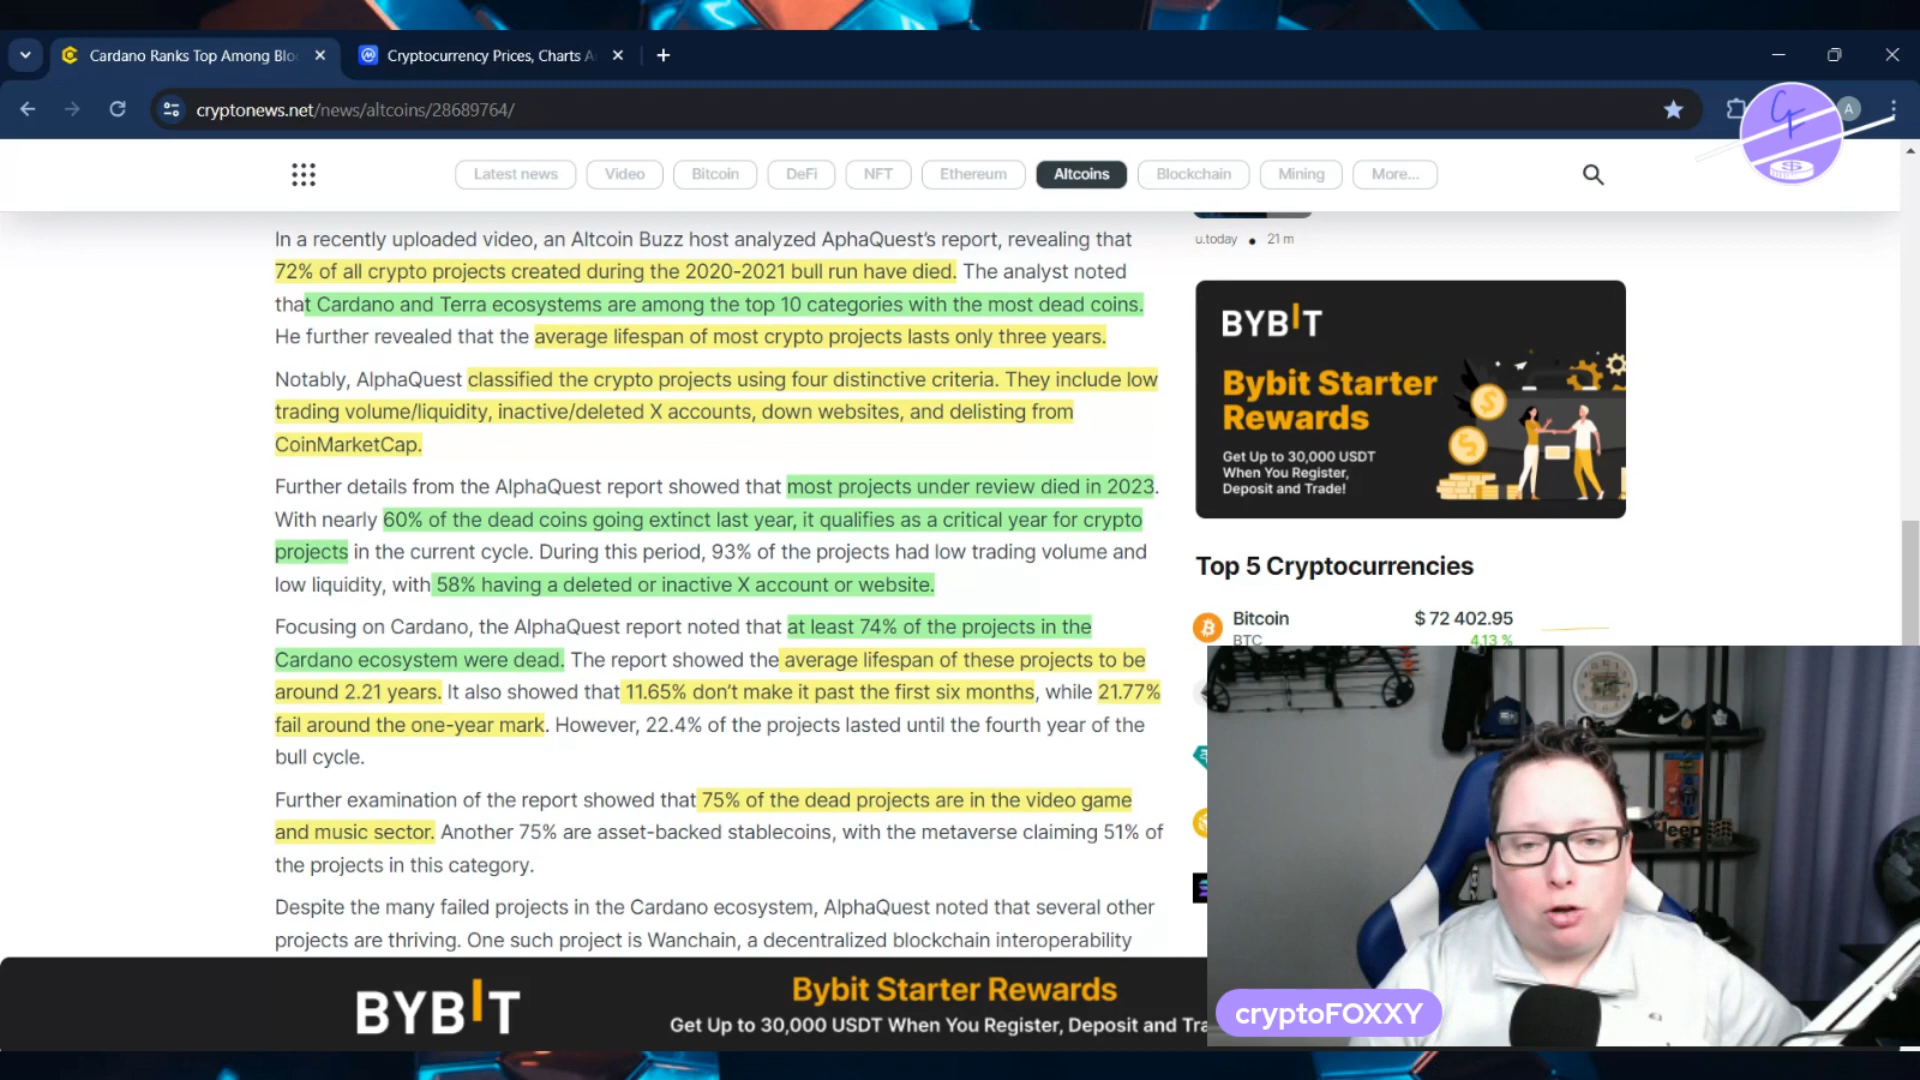 Cardano Ranks Top Among Blo
Cryptocurrency Prices, Charts A
cryptonews.net/news/altcoins/28689764/
A
CF
Latest news
Video
Bitcoin
DeFi
NFT
Ethereum
Altcoins
Blockchain
Mining
More...
In a recently uploaded video, an Altcoin Buzz host analyzed AphaQuest’s report, revealing that
72% of all crypto projects created during the 2020-2021 bull run have died. The analyst noted
that Cardano and Terra ecosystems are among the top 10 categories with the most dead coins.
He further revealed that the average lifespan of most crypto projects lasts only three years.
Notably, AlphaQuest classified the crypto projects using four distinctive criteria. They include low
trading volume/liquidity, inactive/deleted X accounts, down websites, and delisting from
CoinMarketCap.
Further details from the AlphaQuest report showed that most projects under review died in 2023.
With nearly 60% of the dead coins going extinct last year, it qualifies as a critical year for crypto
projects in the current cycle. During this period, 93% of the projects had low trading volume and
low liquidity, with 58% having a deleted or inactive X account or website.
Focusing on Cardano, the AlphaQuest report noted that at least 74% of the projects in the
Cardano ecosystem were dead. The report showed the average lifespan of these projects to be
around 2.21 years. It also showed that 11.65% don’t make it past the first six months, while 21.77%
fail around the one-year mark. However, 22.4% of the projects lasted until the fourth year of the
bull cycle.
Further examination of the report showed that 75% of the dead projects are in the video game
and music sector. Another 75% are asset-backed stablecoins, with the metaverse claiming 51% of
the projects in this category.
Despite the many failed projects in the Cardano ecosystem, AlphaQuest noted that several other
projects are thriving. One such project is Wanchain, a decentralized blockchain interoperability
u.today • 21 m
BYBIT
Bybit Starter
Rewards
Get Up to 30,000 USDT
When You Register,
Deposit and Trade!
Top 5 Cryptocurrencies
Bitcoin
$ 72 402.95
BTC
4.13 %
BYBIT
Bybit Starter Rewards
Get Up to 30,000 USDT When You Register, Deposit and Tra
cryptoFOXXY